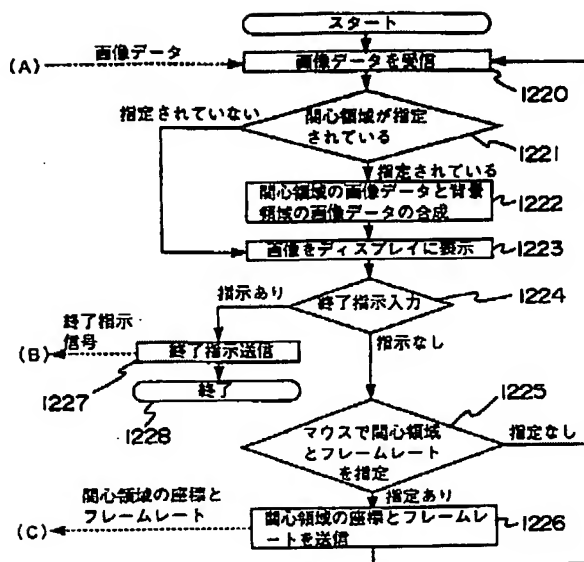 スタート
(A)
画像データ
画像データを受信
1220
指定されていない
関心領域が指定
されている
1221
指定されている
関心領域の画像データと背景
領域の画像データの合成
1222
画像をディスプレイに表示
1223
指示あり
終了指示入力
1224
終了指示
信号
(B)
終了指示送信
1227
指示なし
終了
1228
1225
マウスで関心領域
とフレームレート
を指定
指定なし
指定あり
関心領域の座標と
フレームレート
(C)
関心領域の座標とフレームレ
ートを送信
1226